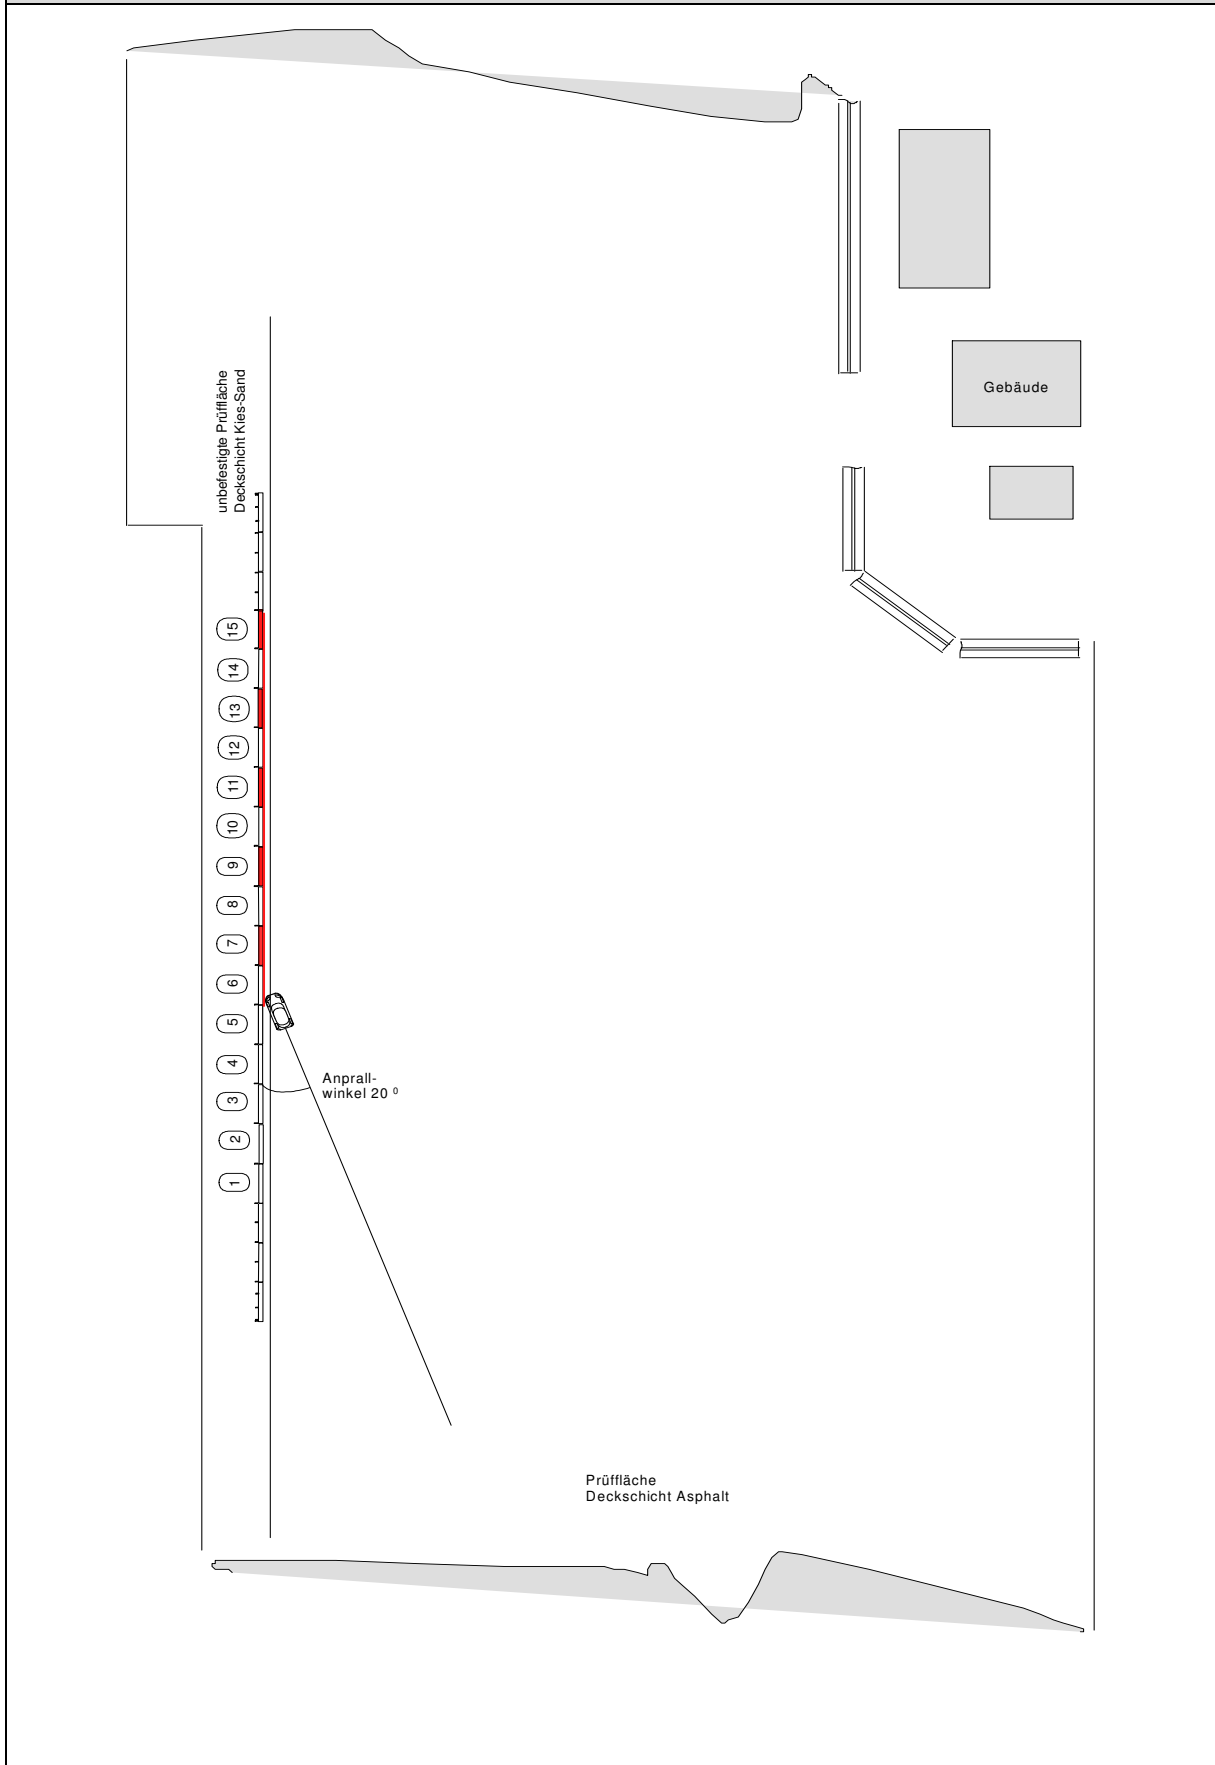 unbefestigte Prüffläche
Deckschicht Kies-Sand
Gebäude
15
14
13
12
11
10
9
8
7
6
5
4
3
2
1
Anprall-
winkel 20 ⁰
Prüffläche
Deckschicht Asphalt